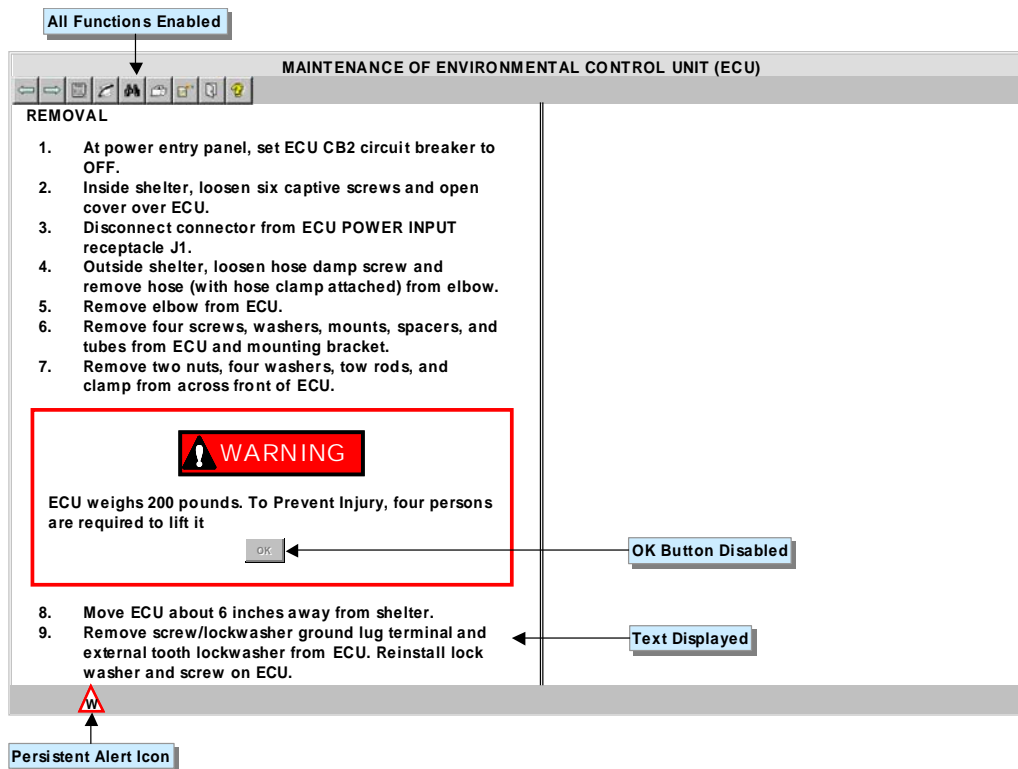 All Functions Enabled
MAINTENANCE OF ENVIRONMENTAL CONTROL UNIT (ECU)
REMOVAL
1. At power entry panel, set ECU CB2 circuit breaker to
OFF.
2. Inside shelter, loosen six captive screws and open
cover over ECU.
3. Disconnect connector from ECU POWER INPUT
receptacle J1.
4. Outside shelter, loosen hose damp screw and
remove hose (with hose clamp attached) from elbow.
5. Remove elbow from ECU.
6. Remove four screws, washers, mounts, spacers, and
tubes from ECU and mounting bracket.
7. Remove two nuts, four washers, tow rods, and
clamp from across front of ECU.
WARNING
ECU weighs 200 pounds. To Prevent Injury, four persons
are required to lift it
OK
OK Button Disabled
8. Move ECU about 6 inches away from shelter.
9. Remove screw/lockwasher ground lug terminal and
external tooth lockwasher from ECU. Reinstall lock
washer and screw on ECU.
Text Displayed
W
Persistent Alert Icon